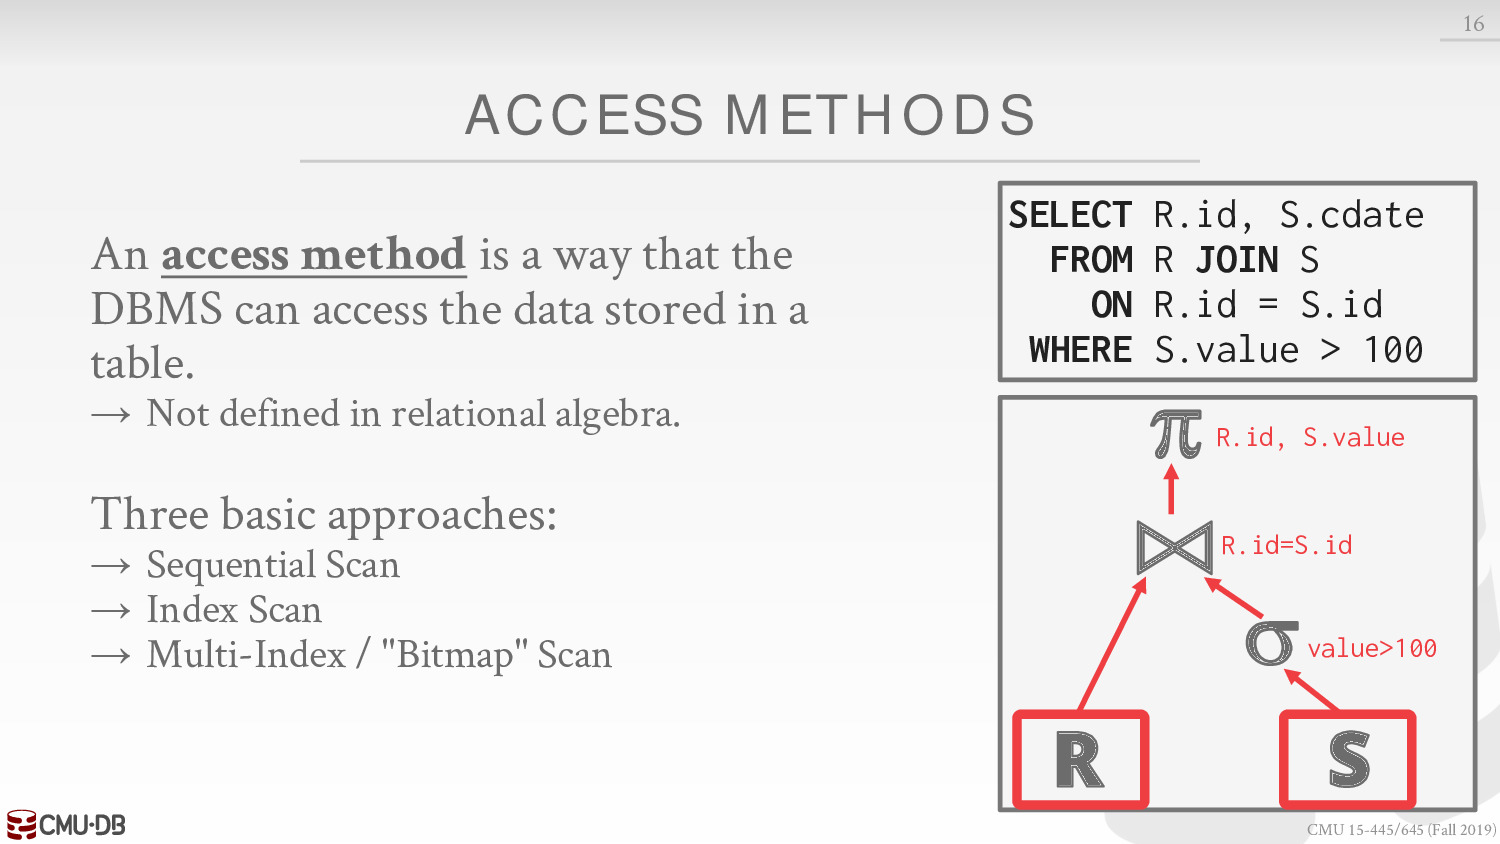 16
ACCESS METHODS
An access method is a way that the
DBMS can access the data stored in a
table.
→ Not defined in relational algebra.
Three basic approaches:
→ Sequential Scan
→ Index Scan
→ Multi-Index / "Bitmap" Scan
SELECT R.id, S.cdate
FROM R JOIN S
ON R.id = S.id
WHERE S.value > 100
π R.id, S.value
⋈ R.id=S.id
σ value>100
R S
CMU·DB
CMU 15-445/645 (Fall 2019)